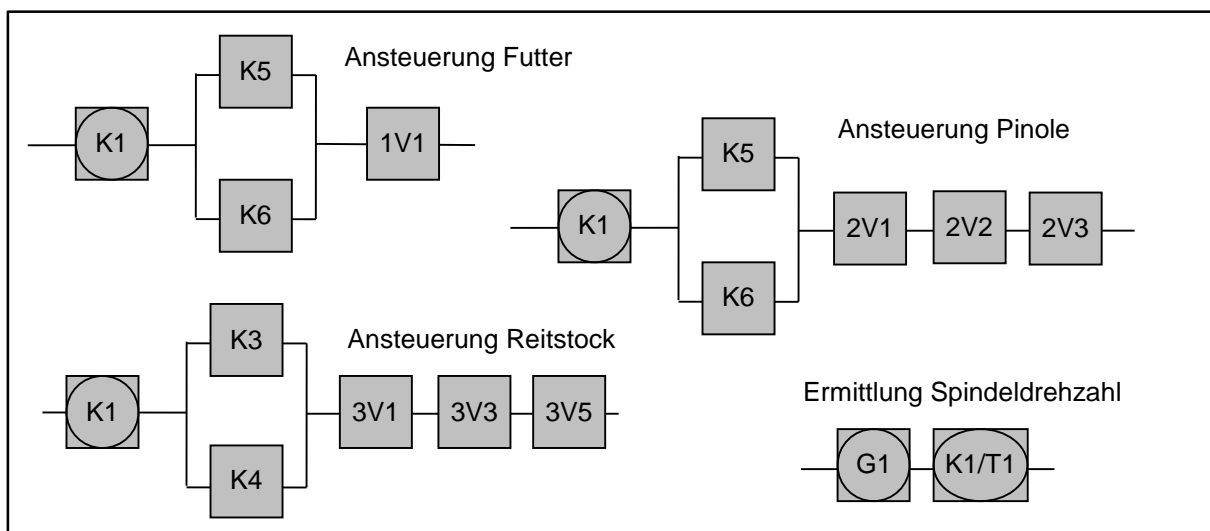 Ansteuerung Futter
K5
K1
1V1
K6
Ansteuerung Pinole
K5
K1
2V1
2V2
2V3
K6
Ansteuerung Reitstock
K3
K1
3V1
3V3
3V5
K4
Ermittlung Spindeldrehzahl
G1
K1/T1